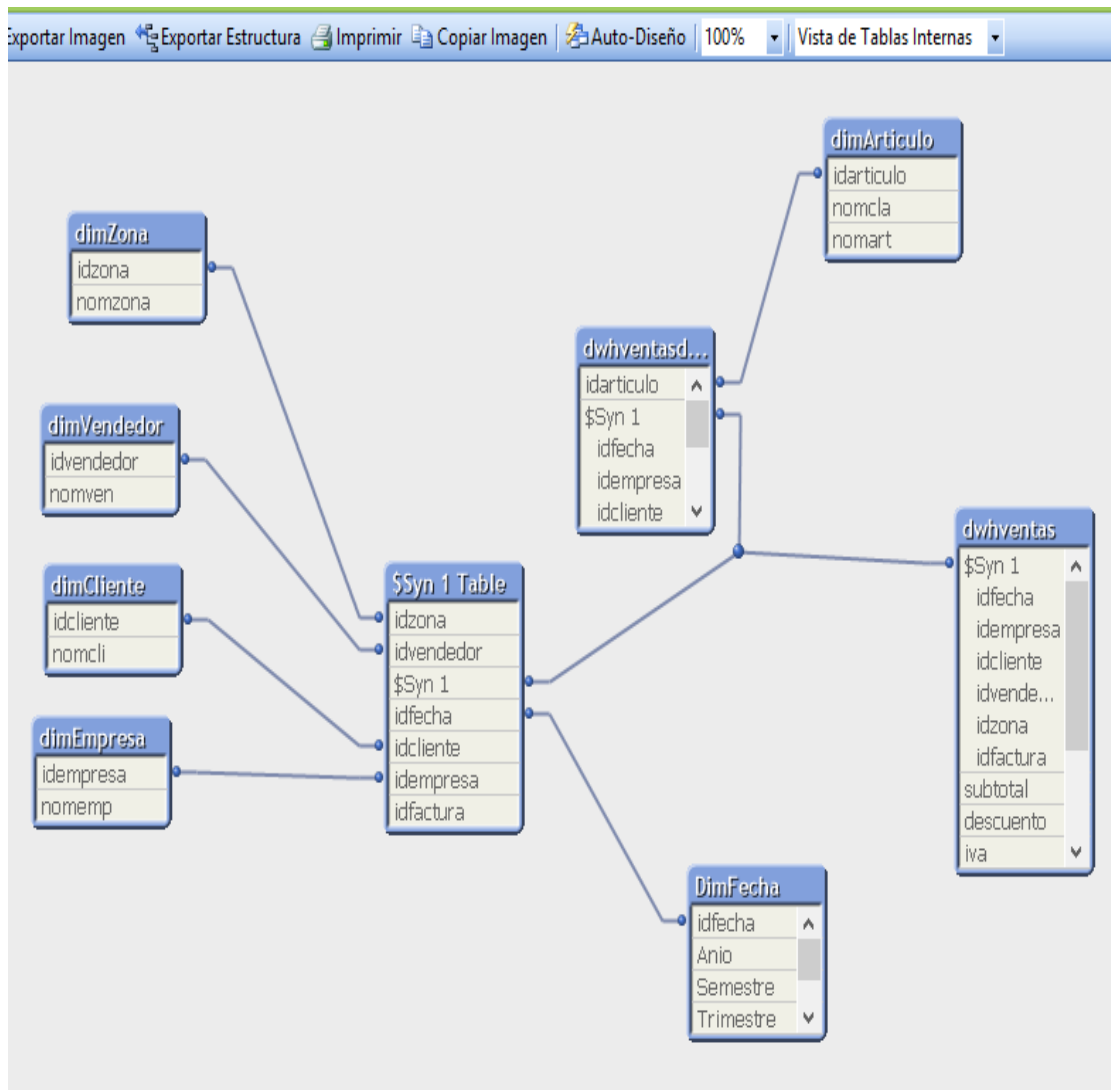 Exportar Imagen Exportar Estructura Imprimir Copiar Imagen Auto-Diseño 100% Vista de Tablas Internas
dimArticulo
idarticulo
nomcla
nomart
dimZona
idzona
nomzona
dwhventasd...
idarticulo
$Syn 1
idfecha
idempresa
idcliente
dimVendedor
idvendedor
nomven
dwhventas
$Syn 1
idfecha
idempresa
idcliente
idvende...
idzona
idfactura
subtotal
descuento
iva
dimCliente
idcliente
nomcli
$Syn 1 Table
idzona
idvendedor
$Syn 1
idfecha
idcliente
idempresa
idfactura
dimEmpresa
idempresa
nomemp
DimFecha
idfecha
Anio
Semestre
Trimestre